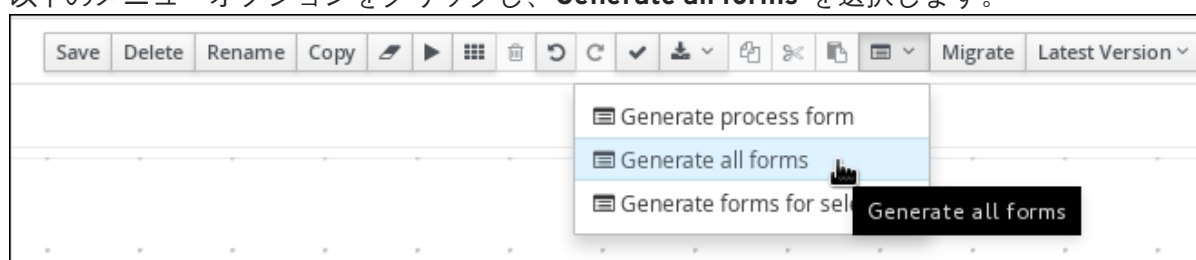 以下のメニューオプションをクリックし、Generate all forms を選択します。
Save Delete Rename Copy Migrate Latest Version
Generate process form
Generate all forms
Generate forms for sele
Generate all forms